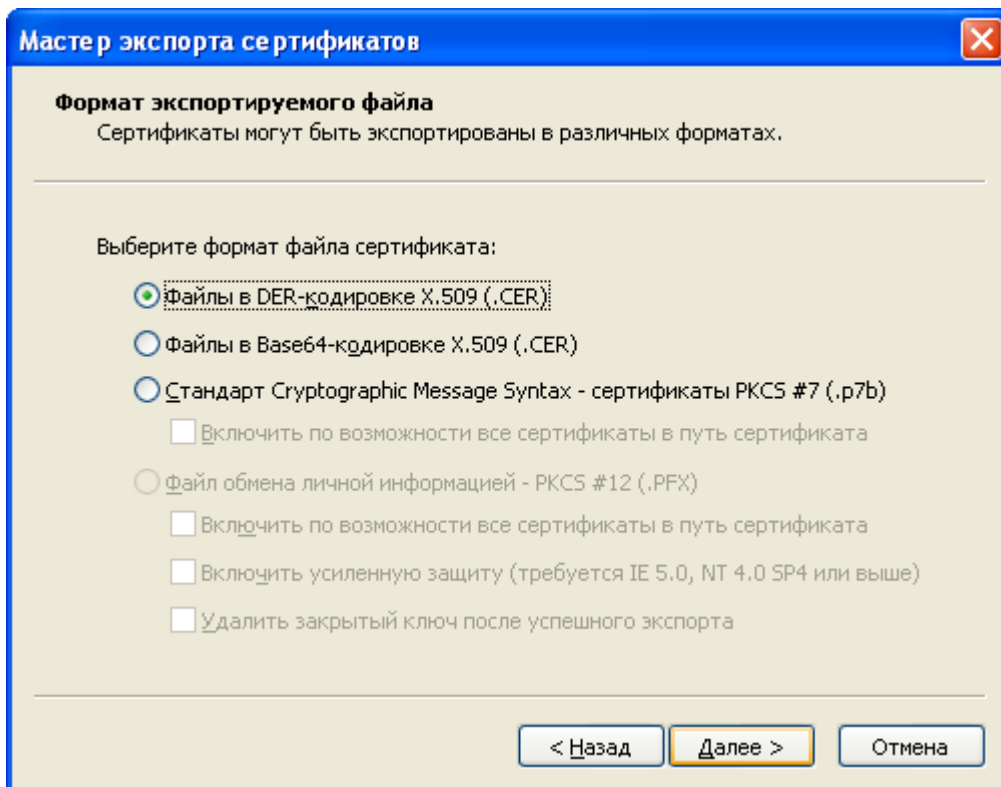 Мастер экспорта сертификатов
Формат экспортируемого файла
Сертификаты могут быть экспортированы в различных форматах.
Выберите формат файла сертификата:
Файлы в DER-кодировке X.509 (.CER)
Файлы в Base64-кодировке X.509 (.CER)
Стандарт Cryptographic Message Syntax - сертификаты PKCS #7 (.p7b)
Включить по возможности все сертификаты в путь сертификата
Файл обмена личной информацией - PKCS #12 (.PFX)
Включить по возможности все сертификаты в путь сертификата
Включить усиленную защиту (требуется IE 5.0, NT 4.0 SP4 или выше)
Удалить закрытый ключ после успешного экспорта
< Назад Далее > Отмена